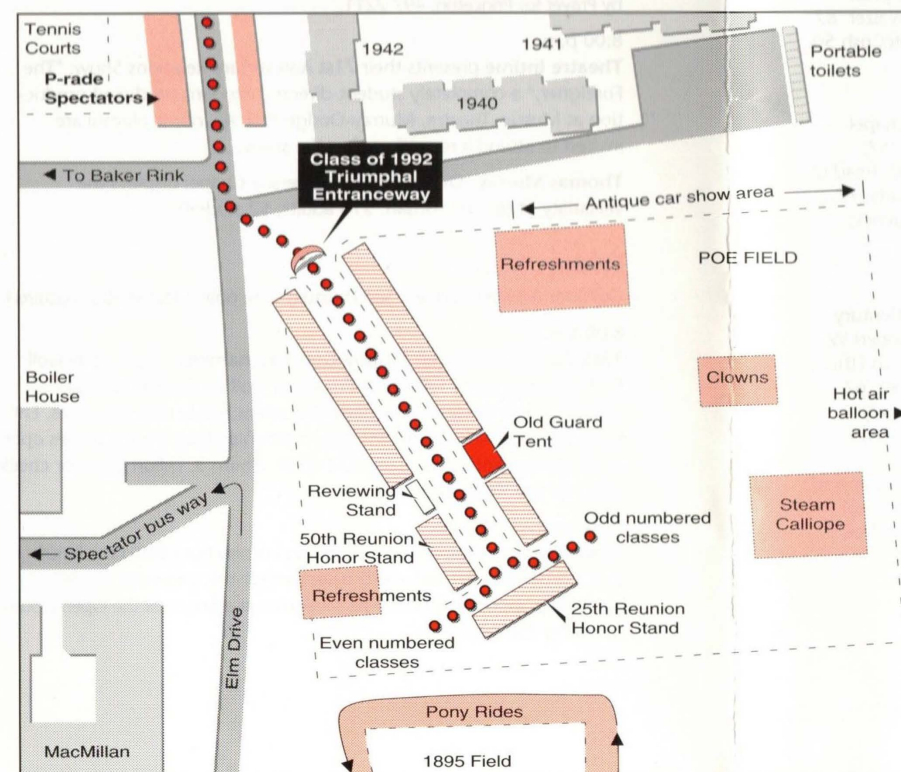 Tennis
Courts
P-rade
Spectators
1942
1941
1940
Portable
toilets
To Baker Rink
Class of 1992
Triumphal
Entranceway
Antique car show area
Refreshments
POE FIELD
Boiler
House
Clowns
Hot air
balloon
area
Old Guard
Tent
Reviewing
Stand
Steam
Calliope
Spectator bus way
50th Reunion
Honor Stand
Odd numbered
classes
Refreshments
25th Reunion
Honor Stand
Even numbered
classes
Elm Drive
Pony Rides
MacMillan
1895 Field